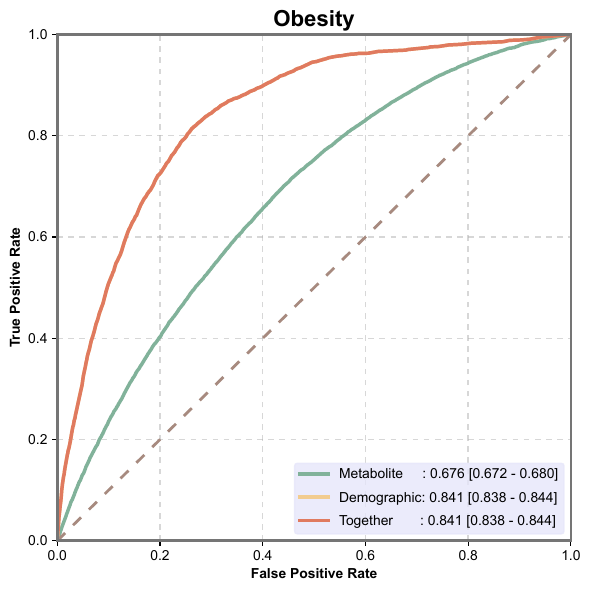 Obesity
1.0
0.8
0.6
0.4
0.2
0.0
True Positive Rate
Metabolite : 0.676 [0.672 - 0.680]
Demographic: 0.841 [0.838 - 0.844]
Together : 0.841 [0.838 - 0.844]
0.0 0.2 0.4 0.6 0.8 1.0
False Positive Rate